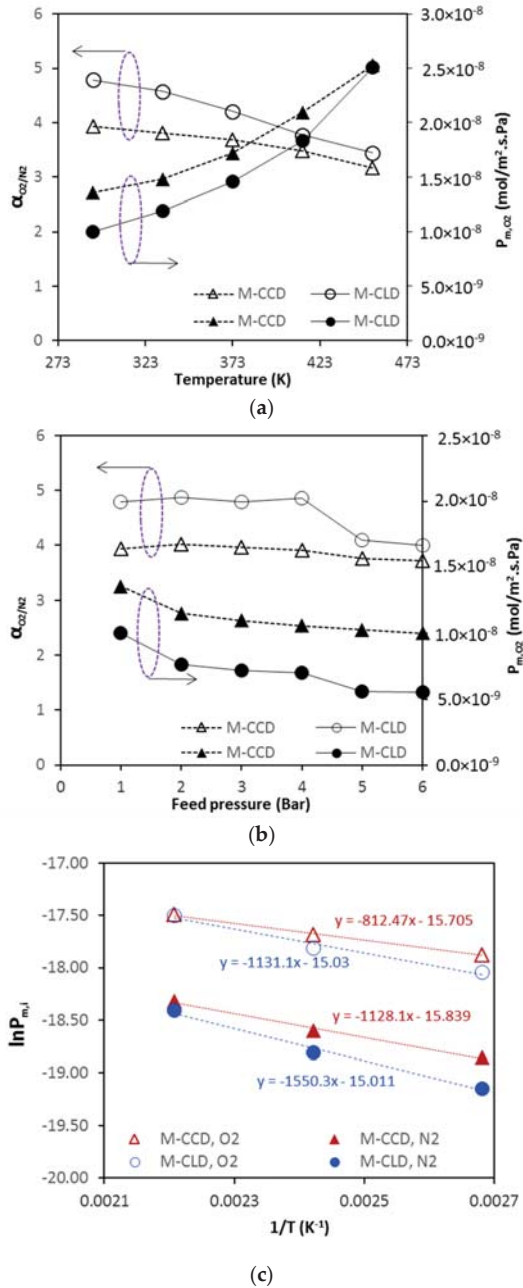 6
5
4
3
2
1
0
α O2/N2
3.0×10-8
2.5×10-8
2.0×10-8
1.5×10-8
1.0×10-8
5.0×10-9
0.0×10-9
Pm,O2 (mol/m2.s.Pa)
M-CCD M-CLD
M-CCD M-CLD
273 323 373 423 473
Temperature (K)
(a)
6
5
4
3
2
1
0
α O2/N2
2.5×10-8
2.0×10-8
1.5×10-8
1.0×10-8
5.0×10-9
0.0×10-9
Pm,O2 (mol/m2.s.Pa)
M-CCD M-CLD
M-CCD M-CLD
0 1 2 3 4 5 6
Feed pressure (Bar)
(b)
-17.00
-17.50
-18.00
-18.50
-19.00
-19.50
-20.00
lnPm,i
y = -812.47x - 15.705
y = -1131.1x - 15.03
y = -1128.1x - 15.839
y = -1550.3x - 15.011
M-CCD, O2 M-CCD, N2
M-CLD, O2 M-CLD, N2
0.0021 0.0023 0.0025 0.0027
1/T (K-1)
(c)